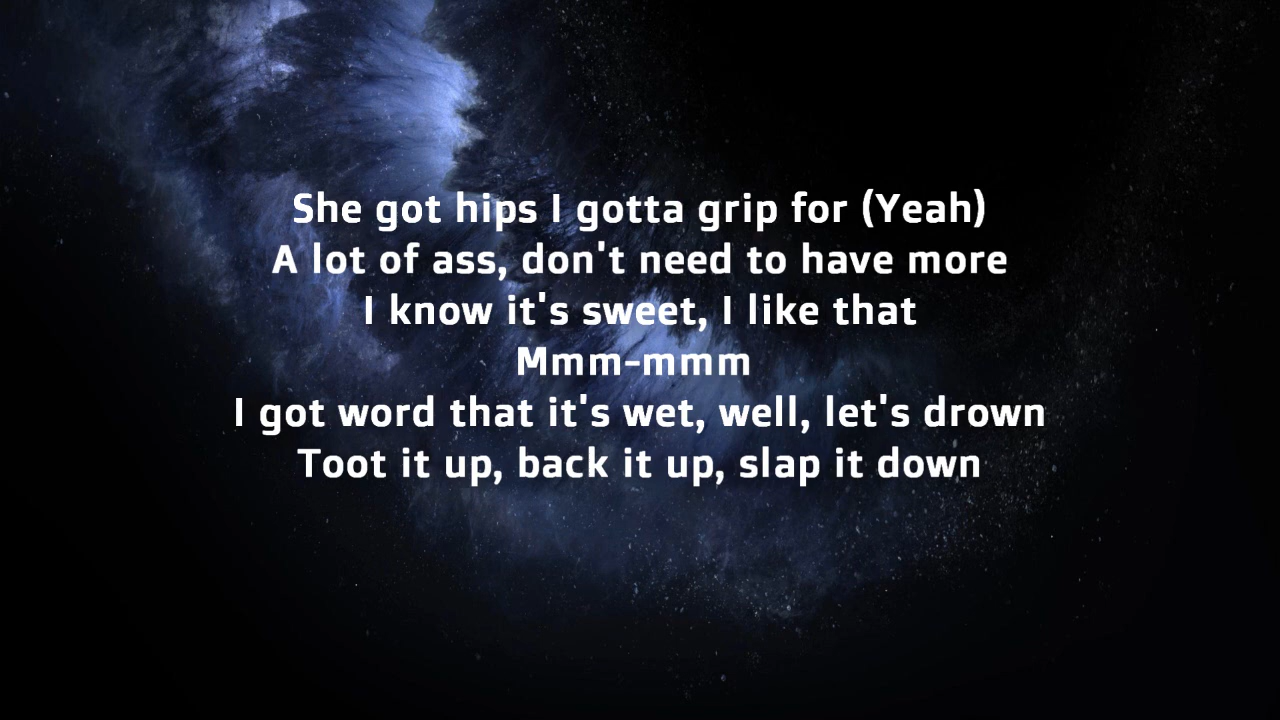 She got hips I gotta grip for (Yeah)
A lot of ass, don't need to have more
I know it's sweet, I like that
Mmm-mmm
I got word that it's wet, well, let's drown
Toot it up, back it up, slap it down